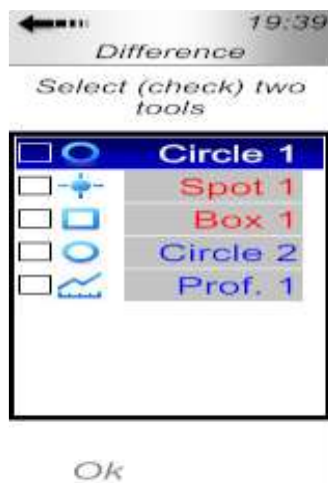 19:39
Difference
Select (check) two
tools
Circle 1
Spot 1
Box 1
Circle 2
Prof. 1
Ok